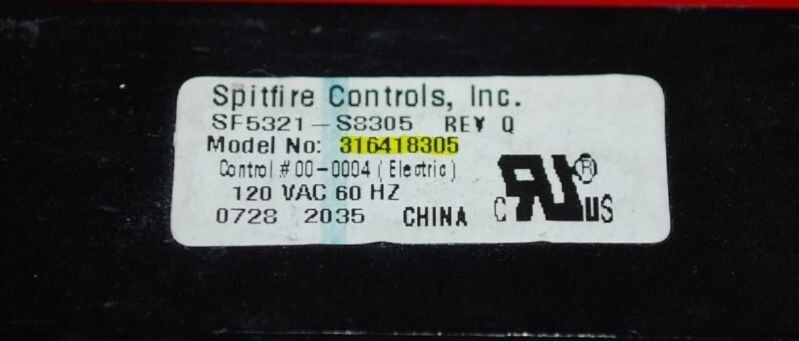 Spitfire Controls, Inc.
SF5321-S8305 REV Q
Model No: 316418305
Control # 00-0004 (Electric)
120 VAC 60 HZ
0728 2035 CHINA
C RU ® US